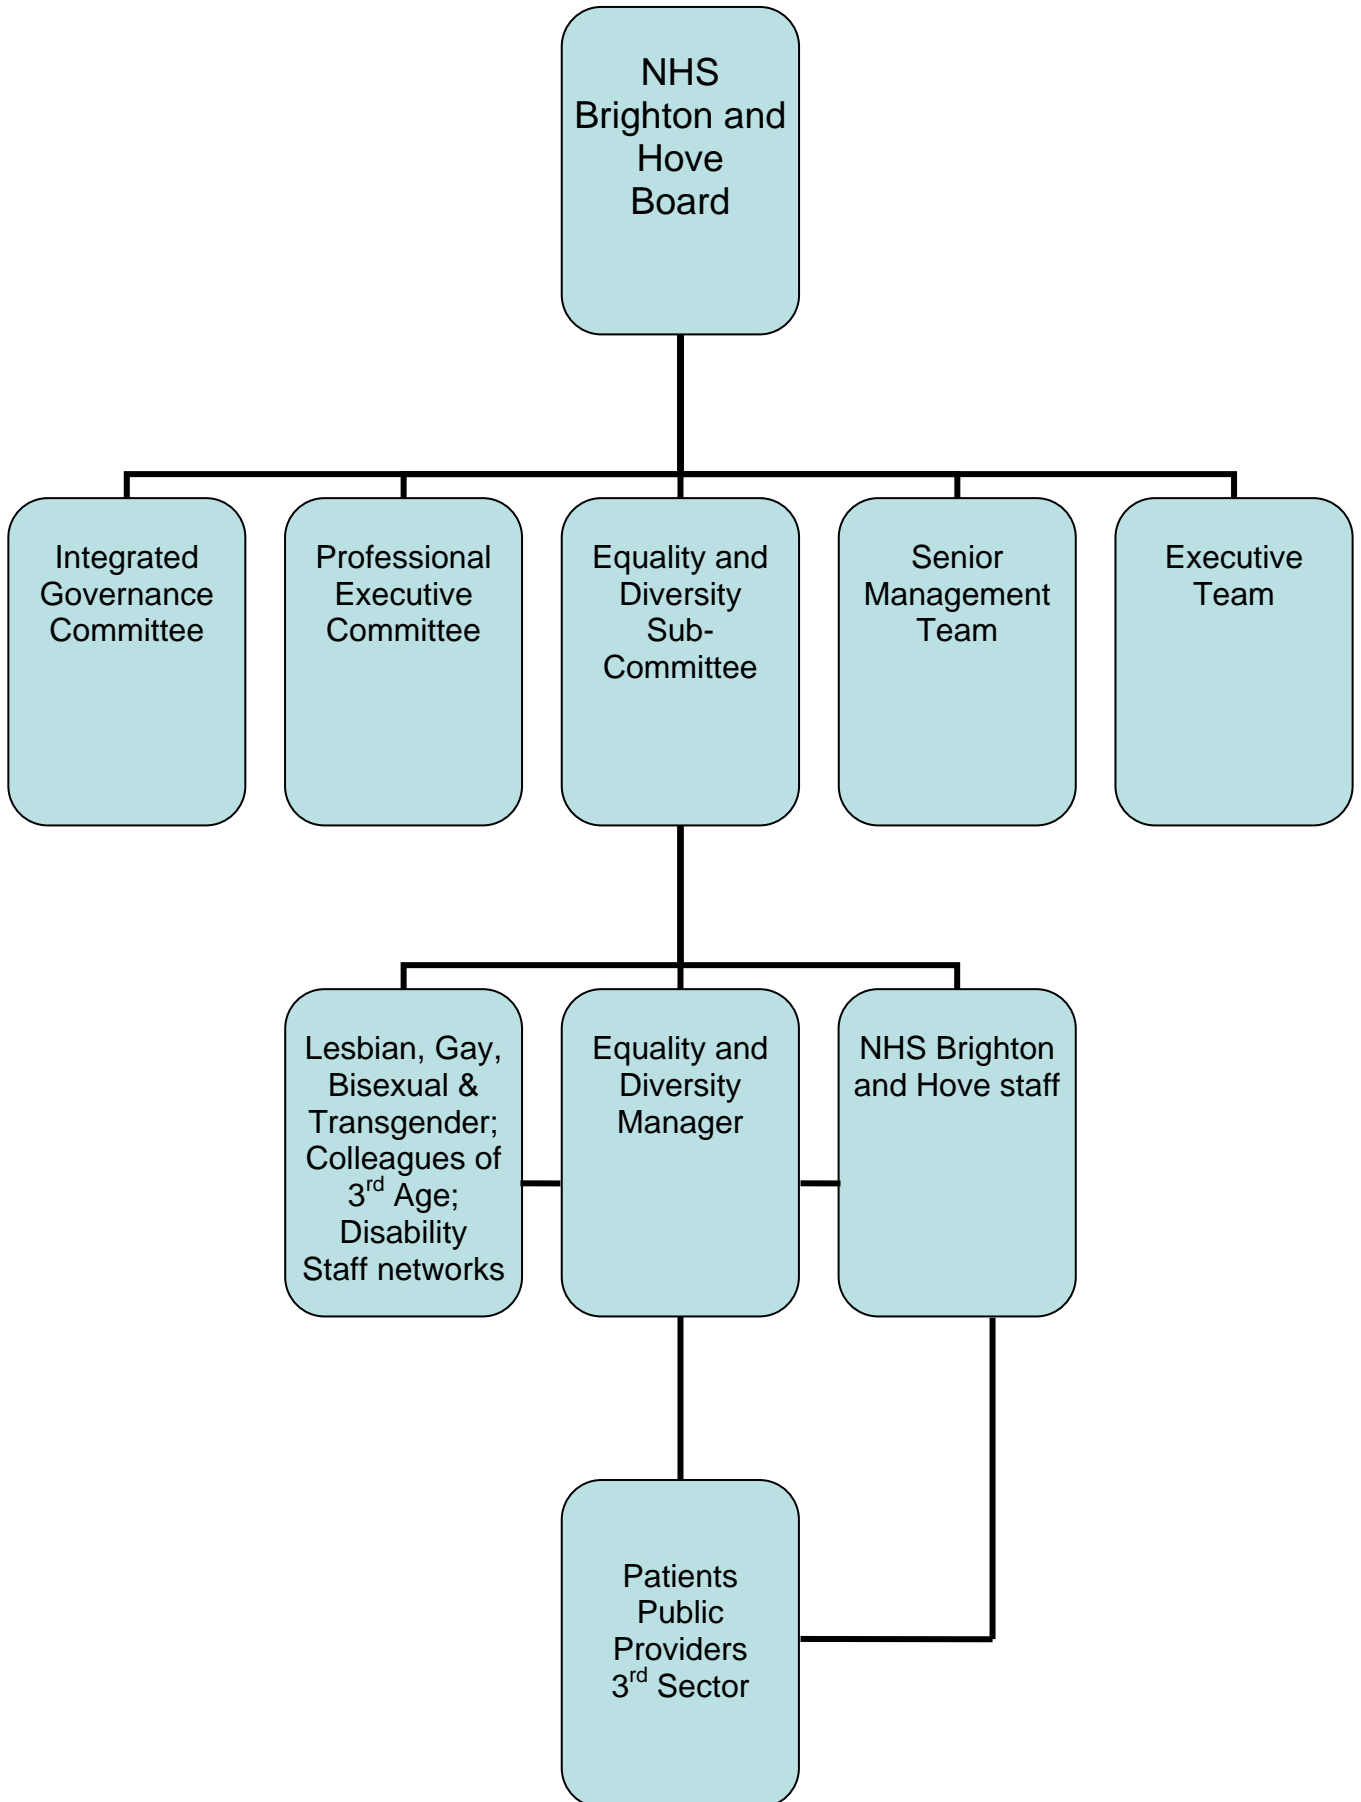 NHS
Brighton and
Hove
Board
Integrated
Governance
Committee
Professional
Executive
Committee
Equality and
Diversity
Sub-
Committee
Senior
Management
Team
Executive
Team
Lesbian, Gay,
Bisexual &
Transgender;
Colleagues of
3rd Age;
Disability
Staff networks
Equality and
Diversity
Manager
NHS Brighton
and Hove staff
Patients
Public
Providers
3rd Sector